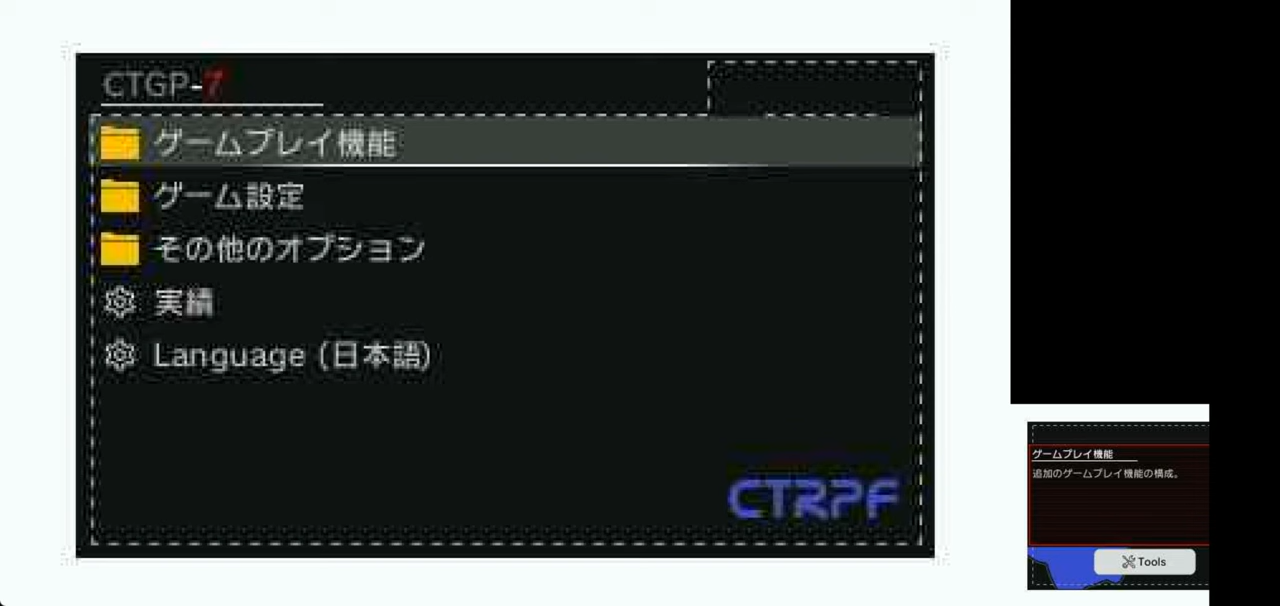 CTGP-7
ゲームプレイ機能
ゲーム設定
その他のオプション
実績
Language (日本語)
CTRPF
ゲームプレイ機能
追加のゲームプレイ機能の構成。
Tools